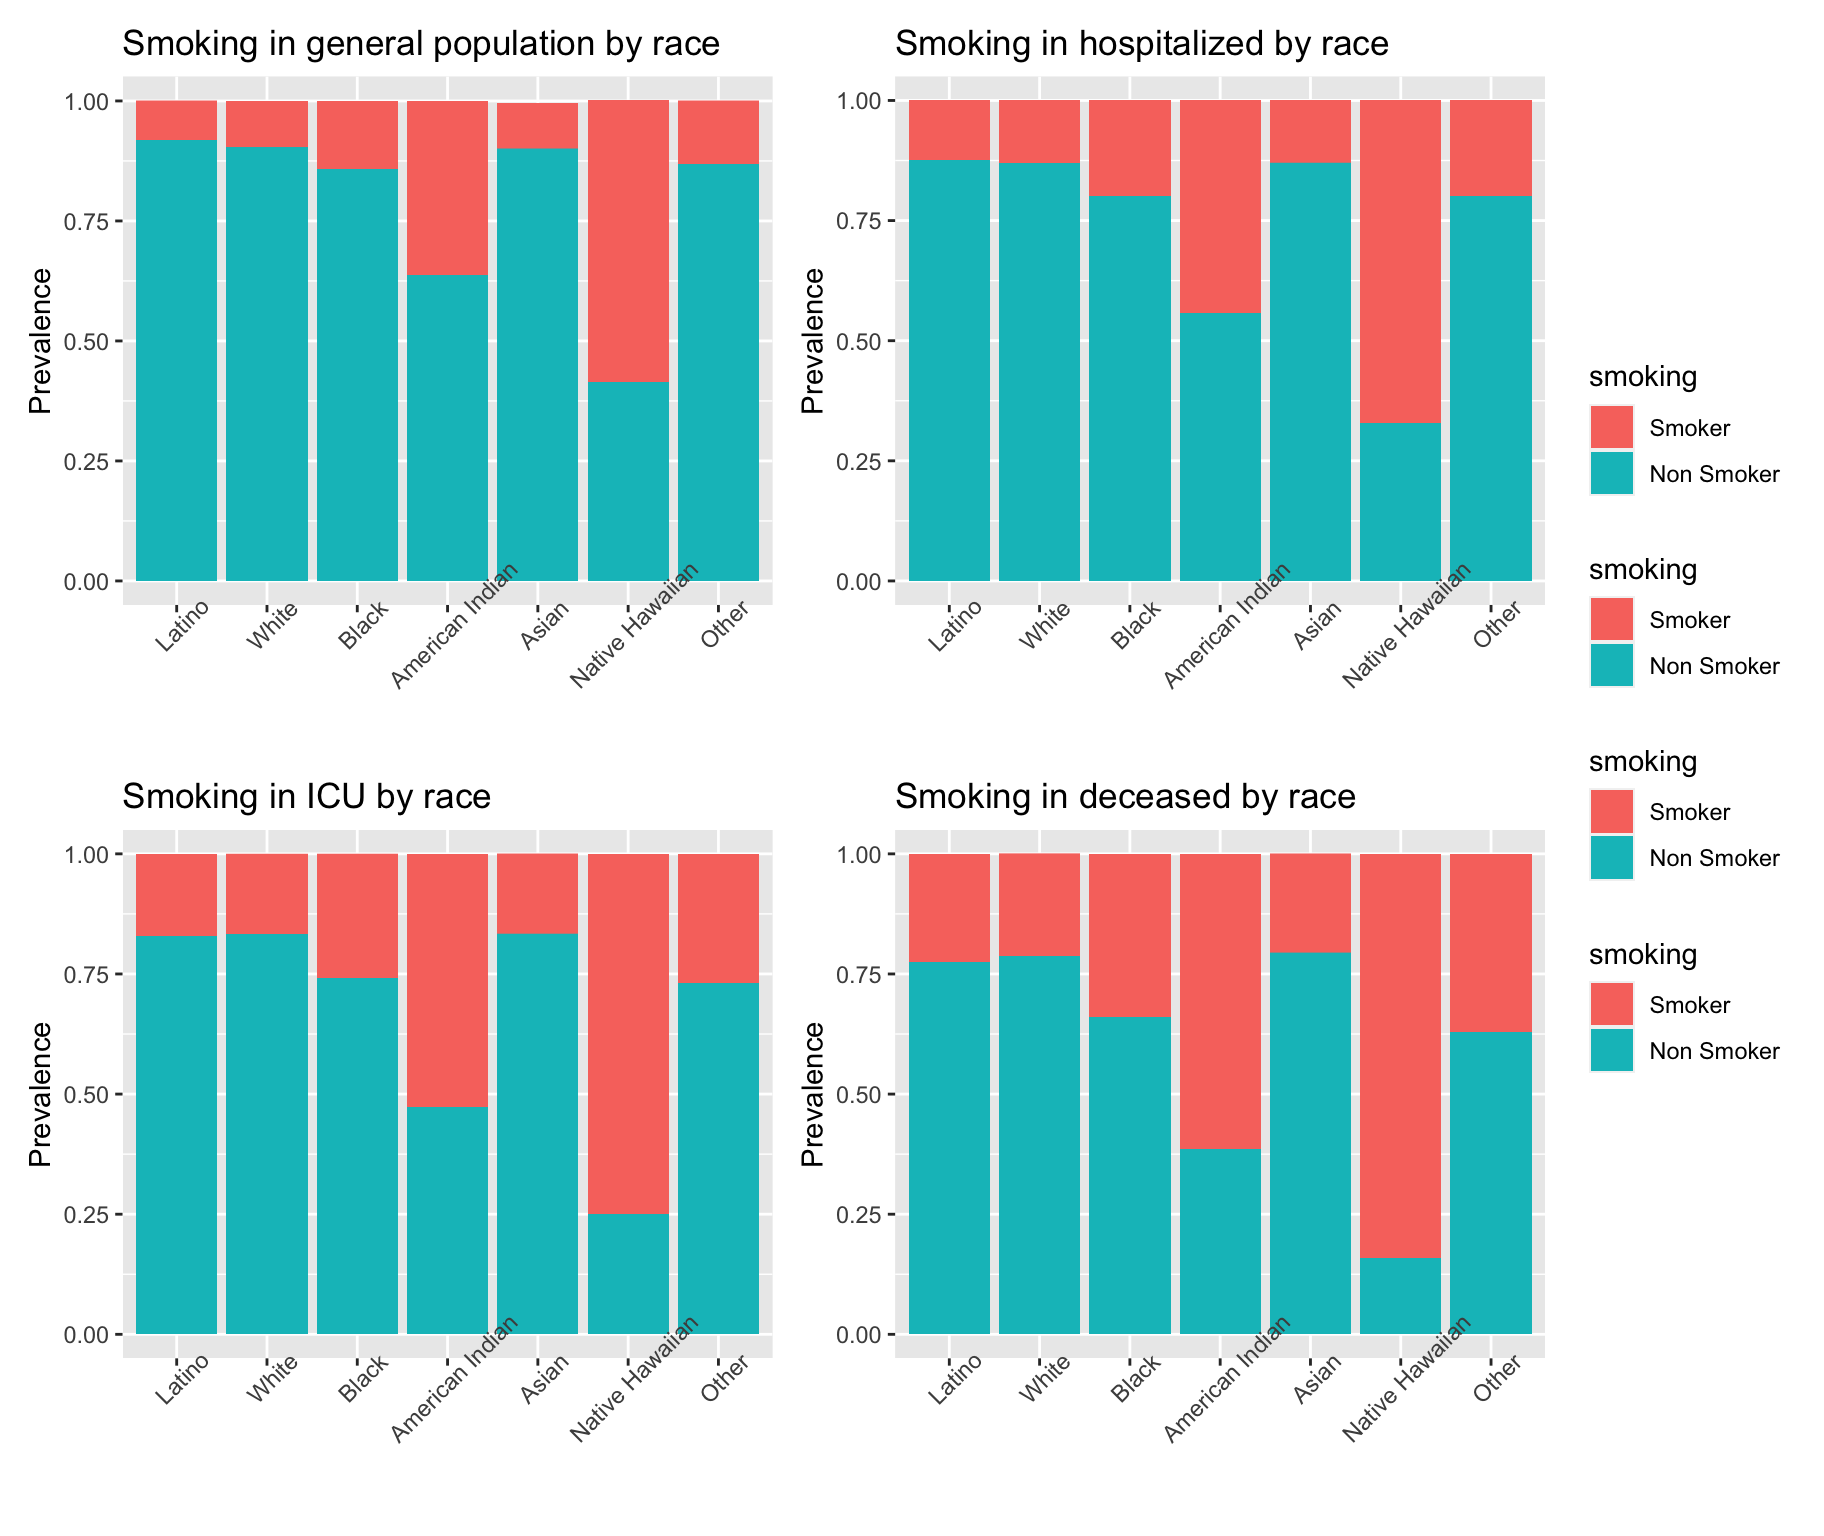 Smoking in general population by race
1.00
0.75
0.50
0.25
0.00
Prevalence
Latino
White
Black
American Indian
Asian
Native Hawaiian
Other
Smoking in hospitalized by race
1.00
0.75
0.50
0.25
0.00
Prevalence
Latino
White
Black
American Indian
Asian
Native Hawaiian
Other
Smoking in ICU by race
1.00
0.75
0.50
0.25
0.00
Prevalence
Latino
White
Black
American Indian
Asian
Native Hawaiian
Other
Smoking in deceased by race
1.00
0.75
0.50
0.25
0.00
Prevalence
Latino
White
Black
American Indian
Asian
Native Hawaiian
Other
smoking
Smoker
Non Smoker
smoking
Smoker
Non Smoker
smoking
Smoker
Non Smoker
smoking
Smoker
Non Smoker